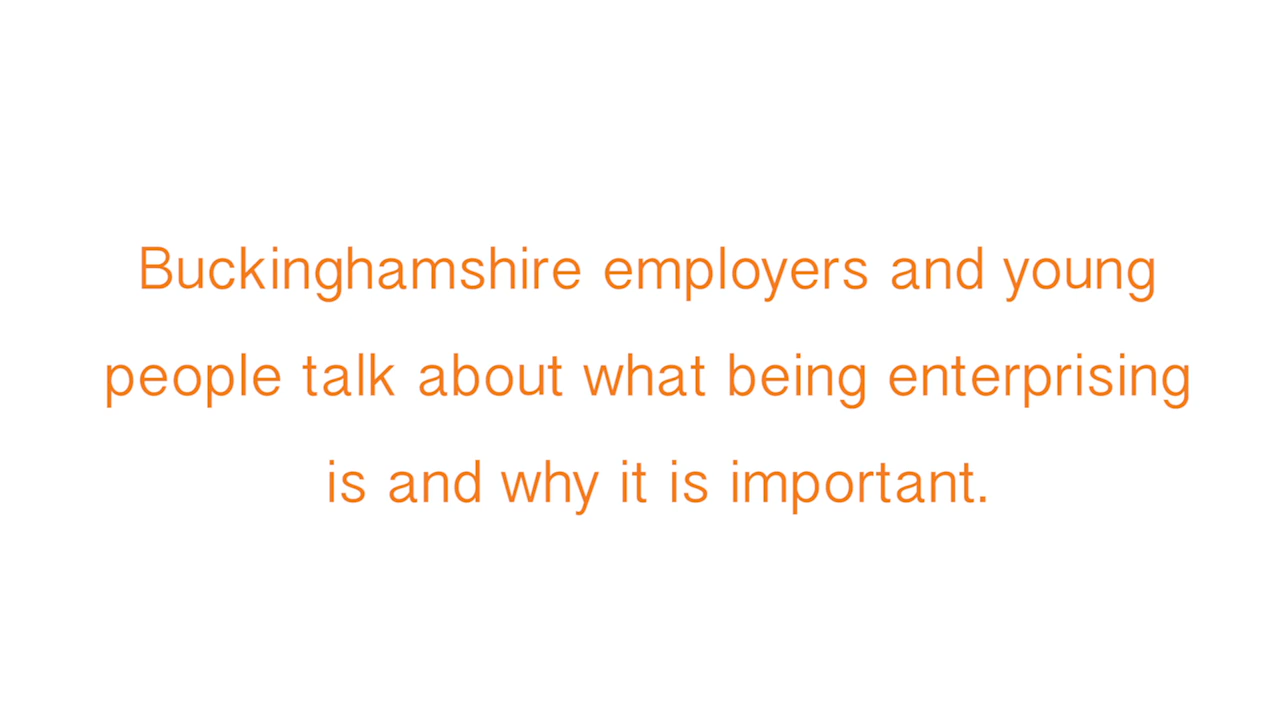 Buckinghamshire employers and young
people talk about what being enterprising
is and why it is important.